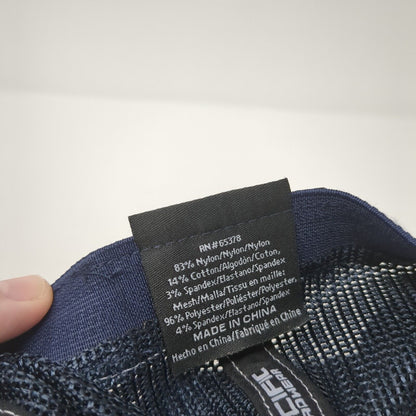 RN#65378
83% Nylon/Nylon/Nylon
14% Cotton/Algodón/Coton,
3% Spandex/Elastano/Spandex
Mesh/Malla/Tissu en maille:
96% Polyester/Poliéster/Polyester,
4% Spandex/Elastano/Spandex
MADE IN CHINA
Hecho en China/Fabriqué en Chine